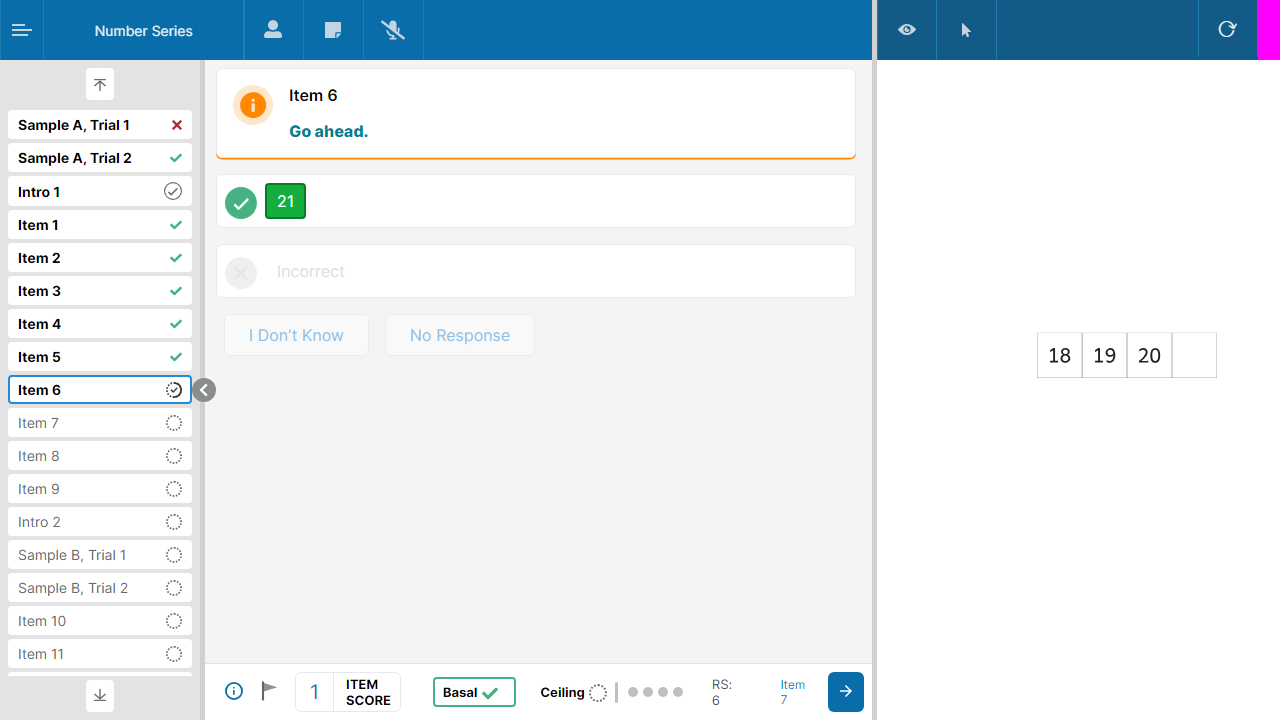 Number Series
Sample A, Trial 1
Sample A, Trial 2
Intro 1
Item 1
Item 2
Item 3
Item 4
Item 5
Item 6
Item 7
Item 8
Item 9
Intro 2
Sample B, Trial 1
Sample B, Trial 2
Item 10
Item 11
Item 6
Go ahead.
21
Incorrect
I Don't Know
No Response
1
ITEM
SCORE
Basal
Ceiling
RS:
6
Item
7
18 19 20